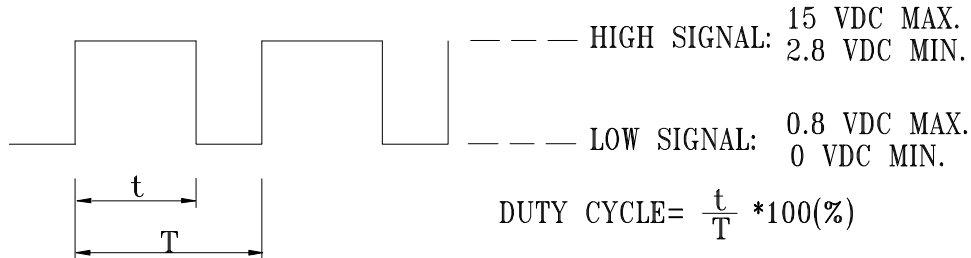 HIGH SIGNAL: 15 VDC MAX.
2.8 VDC MIN.
LOW SIGNAL: 0.8 VDC MAX.
0 VDC MIN.
t
T
DUTY CYCLE= t/T *100(%)